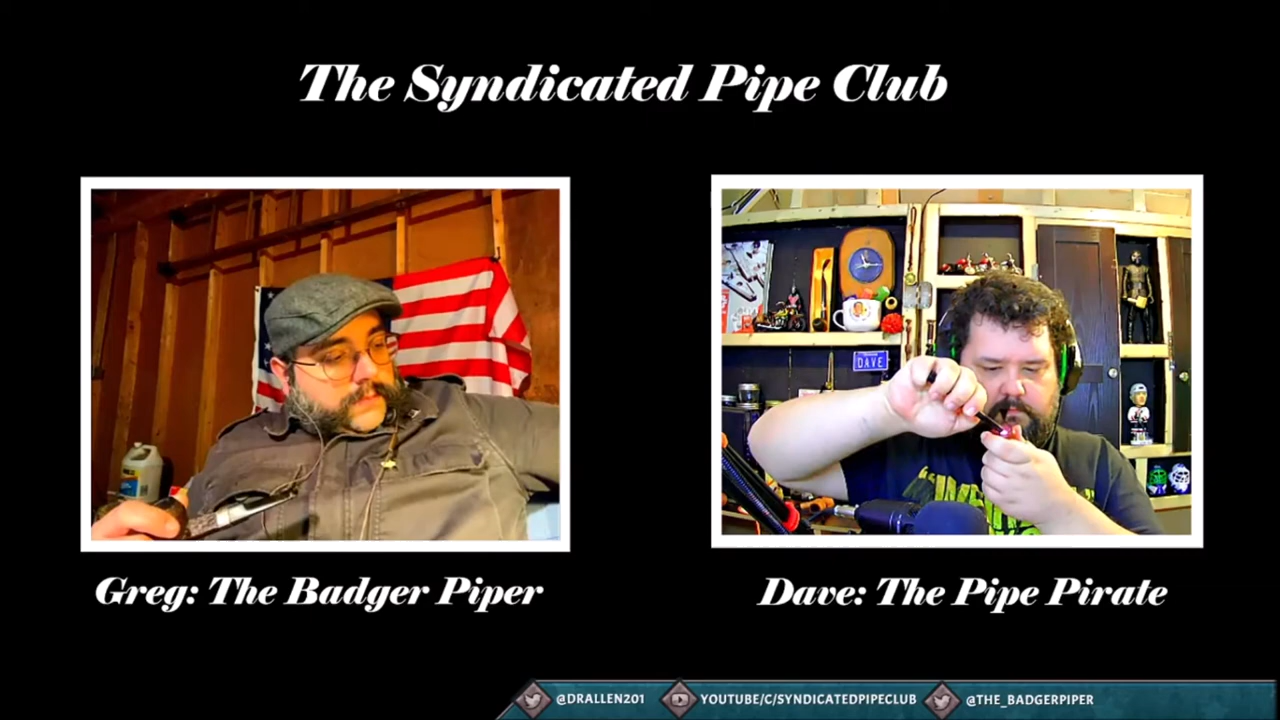 The Syndicated Pipe Club
DAVE
Greg: The Badger Piper
Dave: The Pipe Pirate
@DRALLEN201
YOUTUBE/C/SYNDICATEDPIPECLUB
@THE_BADGERPIPER